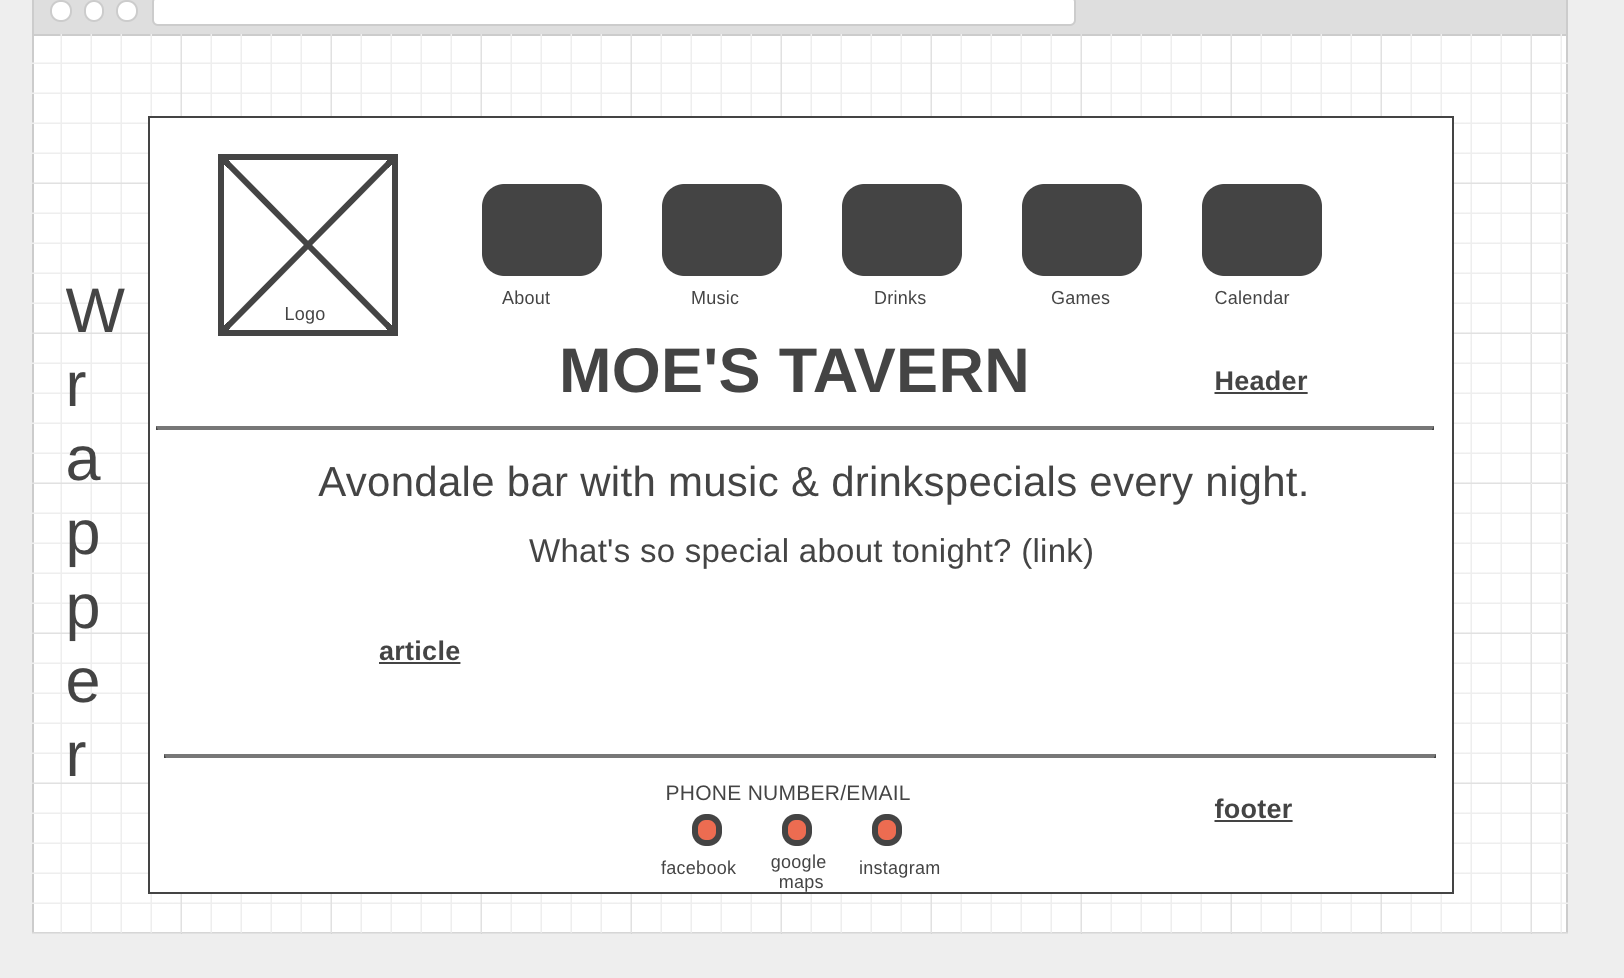 Wrapper
Logo
About
Music
Drinks
Games
Calendar
MOE'S TAVERN
Header
Avondale bar with music & drinkspecials every night.
What's so special about tonight? (link)
article
PHONE NUMBER/EMAIL
footer
facebook
google
maps
instagram